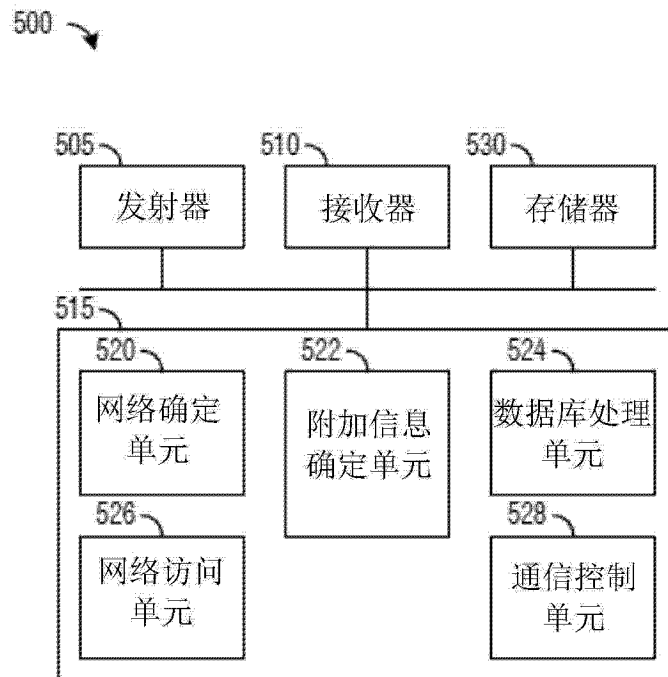 500
505
510
530
发射器
接收器
存储器
515
520
522
524
网络确定
单元
附加信息
确定单元
数据库处理
单元
526
528
网络访问
单元
通信控制
单元